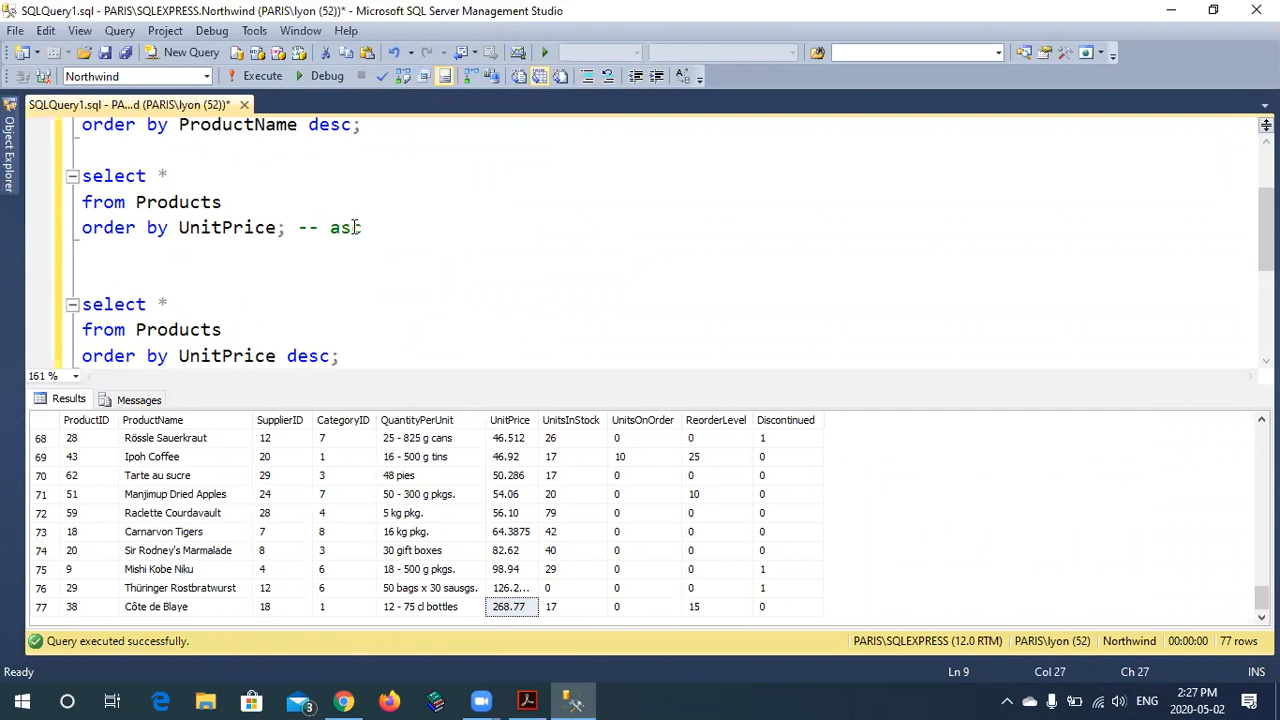 SQLQuery1.sql - PARIS\SQLEXPRESS.Northwind (PARIS\lyon (52))* - Microsoft SQL Server Management Studio
File Edit View Query Project Debug Tools Window Help
New Query
Northwind Execute Debug
SQLQuery1.sql - PA...d (PARIS\lyon (52))*
Object Explorer
order by ProductName desc;
select *
from Products
order by UnitPrice; -- asc
select *
from Products
order by UnitPrice desc;
161 %
Results Messages
ProductID ProductName SupplierID CategoryID QuantityPerUnit UnitPrice UnitsInStock UnitsOnOrder ReorderLevel Discontinued
68 28 Rössle Sauerkraut 12 7 25 - 825 g cans 46.512 26 0 0 1
69 43 Ipoh Coffee 20 1 16 - 500 g tins 46.92 17 10 25 0
70 62 Tarte au sucre 29 3 48 pies 50.286 17 0 0 0
71 51 Manjimup Dried Apples 24 7 50 - 300 g pkgs. 54.06 20 0 10 0
72 59 Raclette Courdavault 28 4 5 kg pkg. 56.10 79 0 0 0
73 18 Carnarvon Tigers 7 8 16 kg pkg. 64.3875 42 0 0 0
74 20 Sir Rodney's Marmalade 8 3 30 gift boxes 82.62 40 0 0 0
75 9 Mishi Kobe Niku 4 6 18 - 500 g pkgs. 98.94 29 0 0 1
76 29 Thüringer Rostbratwurst 12 6 50 bags x 30 sausgs. 126.2... 0 0 0 1
77 38 Côte de Blaye 18 1 12 - 75 cl bottles 268.77 17 0 15 0
Query executed successfully. PARIS\SQLEXPRESS (12.0 RTM) PARIS\lyon (52) Northwind 00:00:00 77 rows
Ready Ln 9 Col 27 Ch 27 INS
3 ENG 2:27 PM
2020-05-02